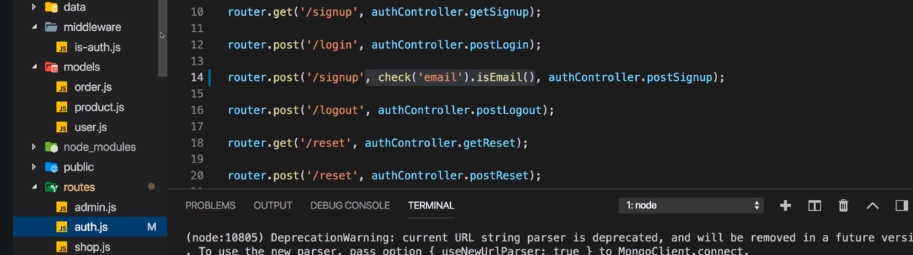 data
middleware
is-auth.js
models
order.js
product.js
user.js
node_modules
public
routes
admin.js
auth.js M
shop.js
10 router.get('/signup', authController.getSignup);
11
12 router.post('/login', authController.postLogin);
13
14 router.post('/signup', check('email').isEmail(), authController.postSignup);
15
16 router.post('/logout', authController.postLogout);
17
18 router.get('/reset', authController.getReset);
19
20 router.post('/reset', authController.postReset);
PROBLEMS OUTPUT DEBUG CONSOLE TERMINAL 1: node
(node:10805) DeprecationWarning: current URL string parser is deprecated, and will be removed in a future versi
. To use the new parser, pass option { useNewUrlParser: true } to MongoClient.connect.